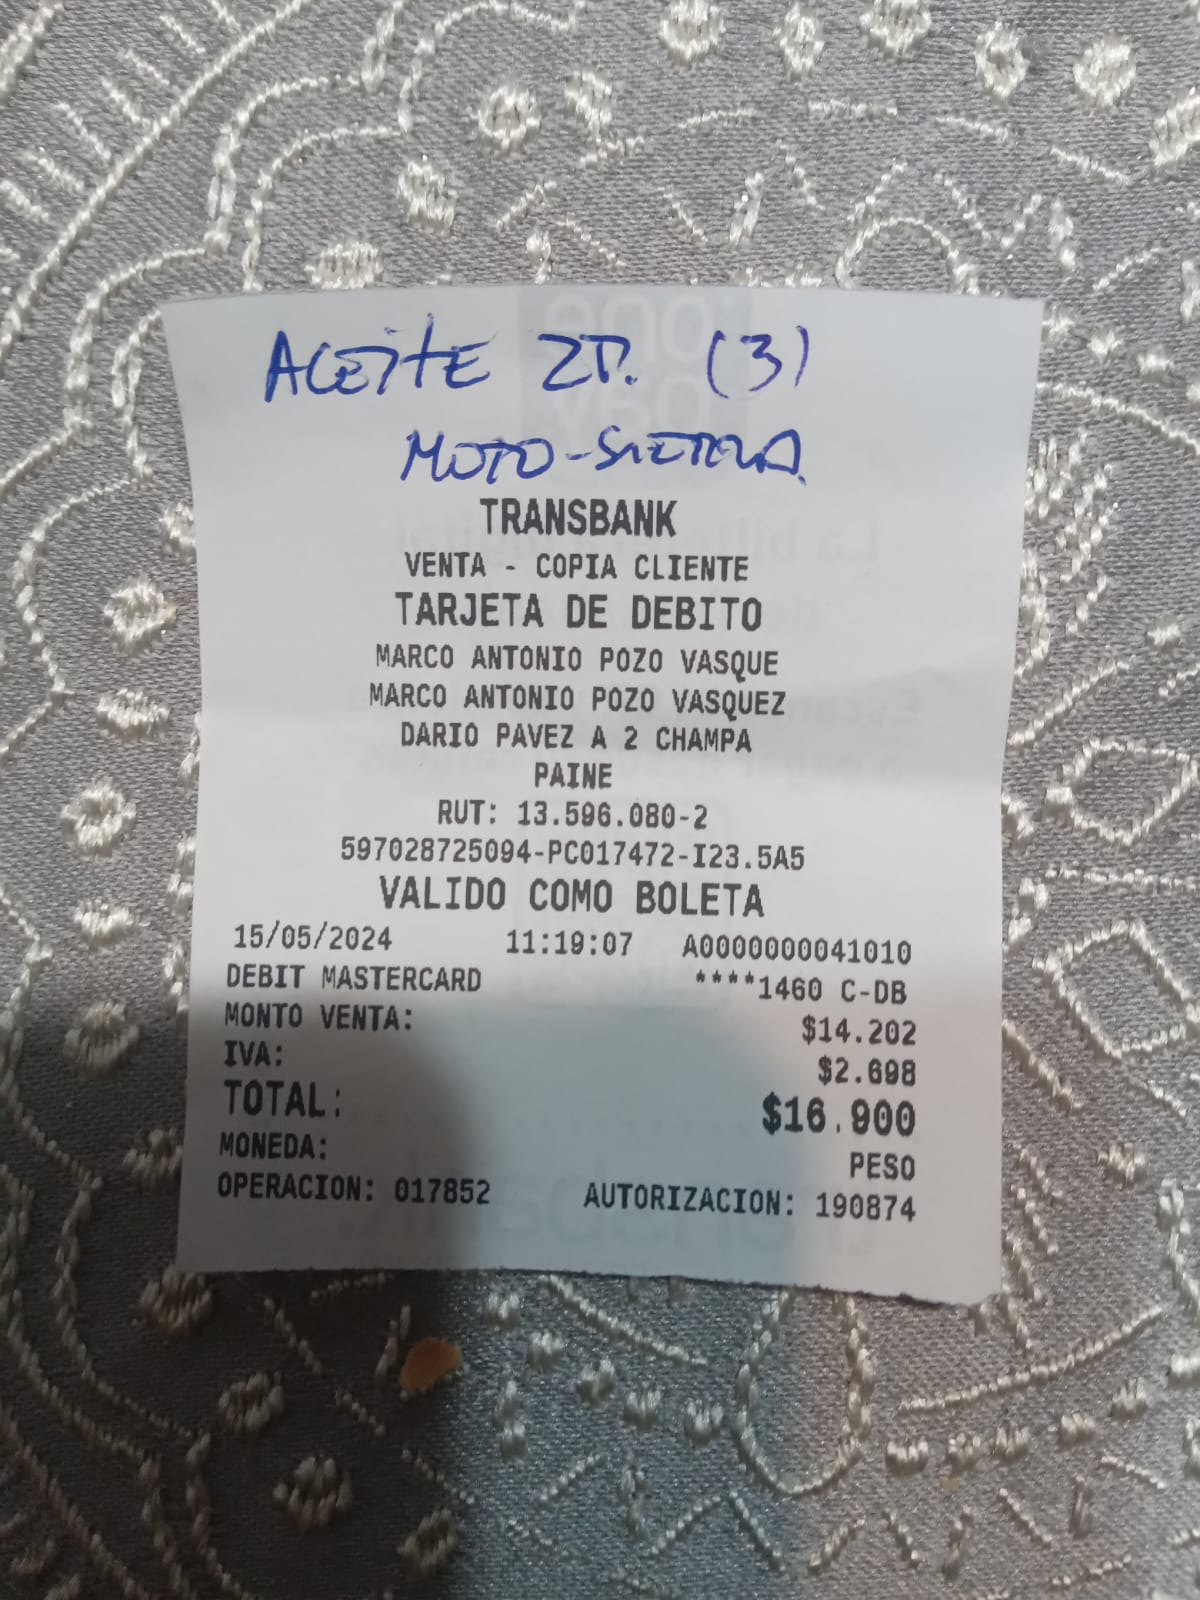 ACEITE 2T. (3)
MOTO-SIERRA
TRANSBANK
VENTA - COPIA CLIENTE
TARJETA DE DEBITO
MARCO ANTONIO POZO VASQUE
MARCO ANTONIO POZO VASQUEZ
DARIO PAVEZ A 2 CHAMPA
PAINE
RUT: 13.596.080-2
597028725094-PC017472-I23.5A5
VALIDO COMO BOLETA
15/05/2024 11:19:07 A0000000041010
DEBIT MASTERCARD ****1460 C-DB
MONTO VENTA: $14.202
IVA: $2.698
TOTAL: $16.900
MONEDA: PESO
OPERACION: 017852 AUTORIZACION: 190874